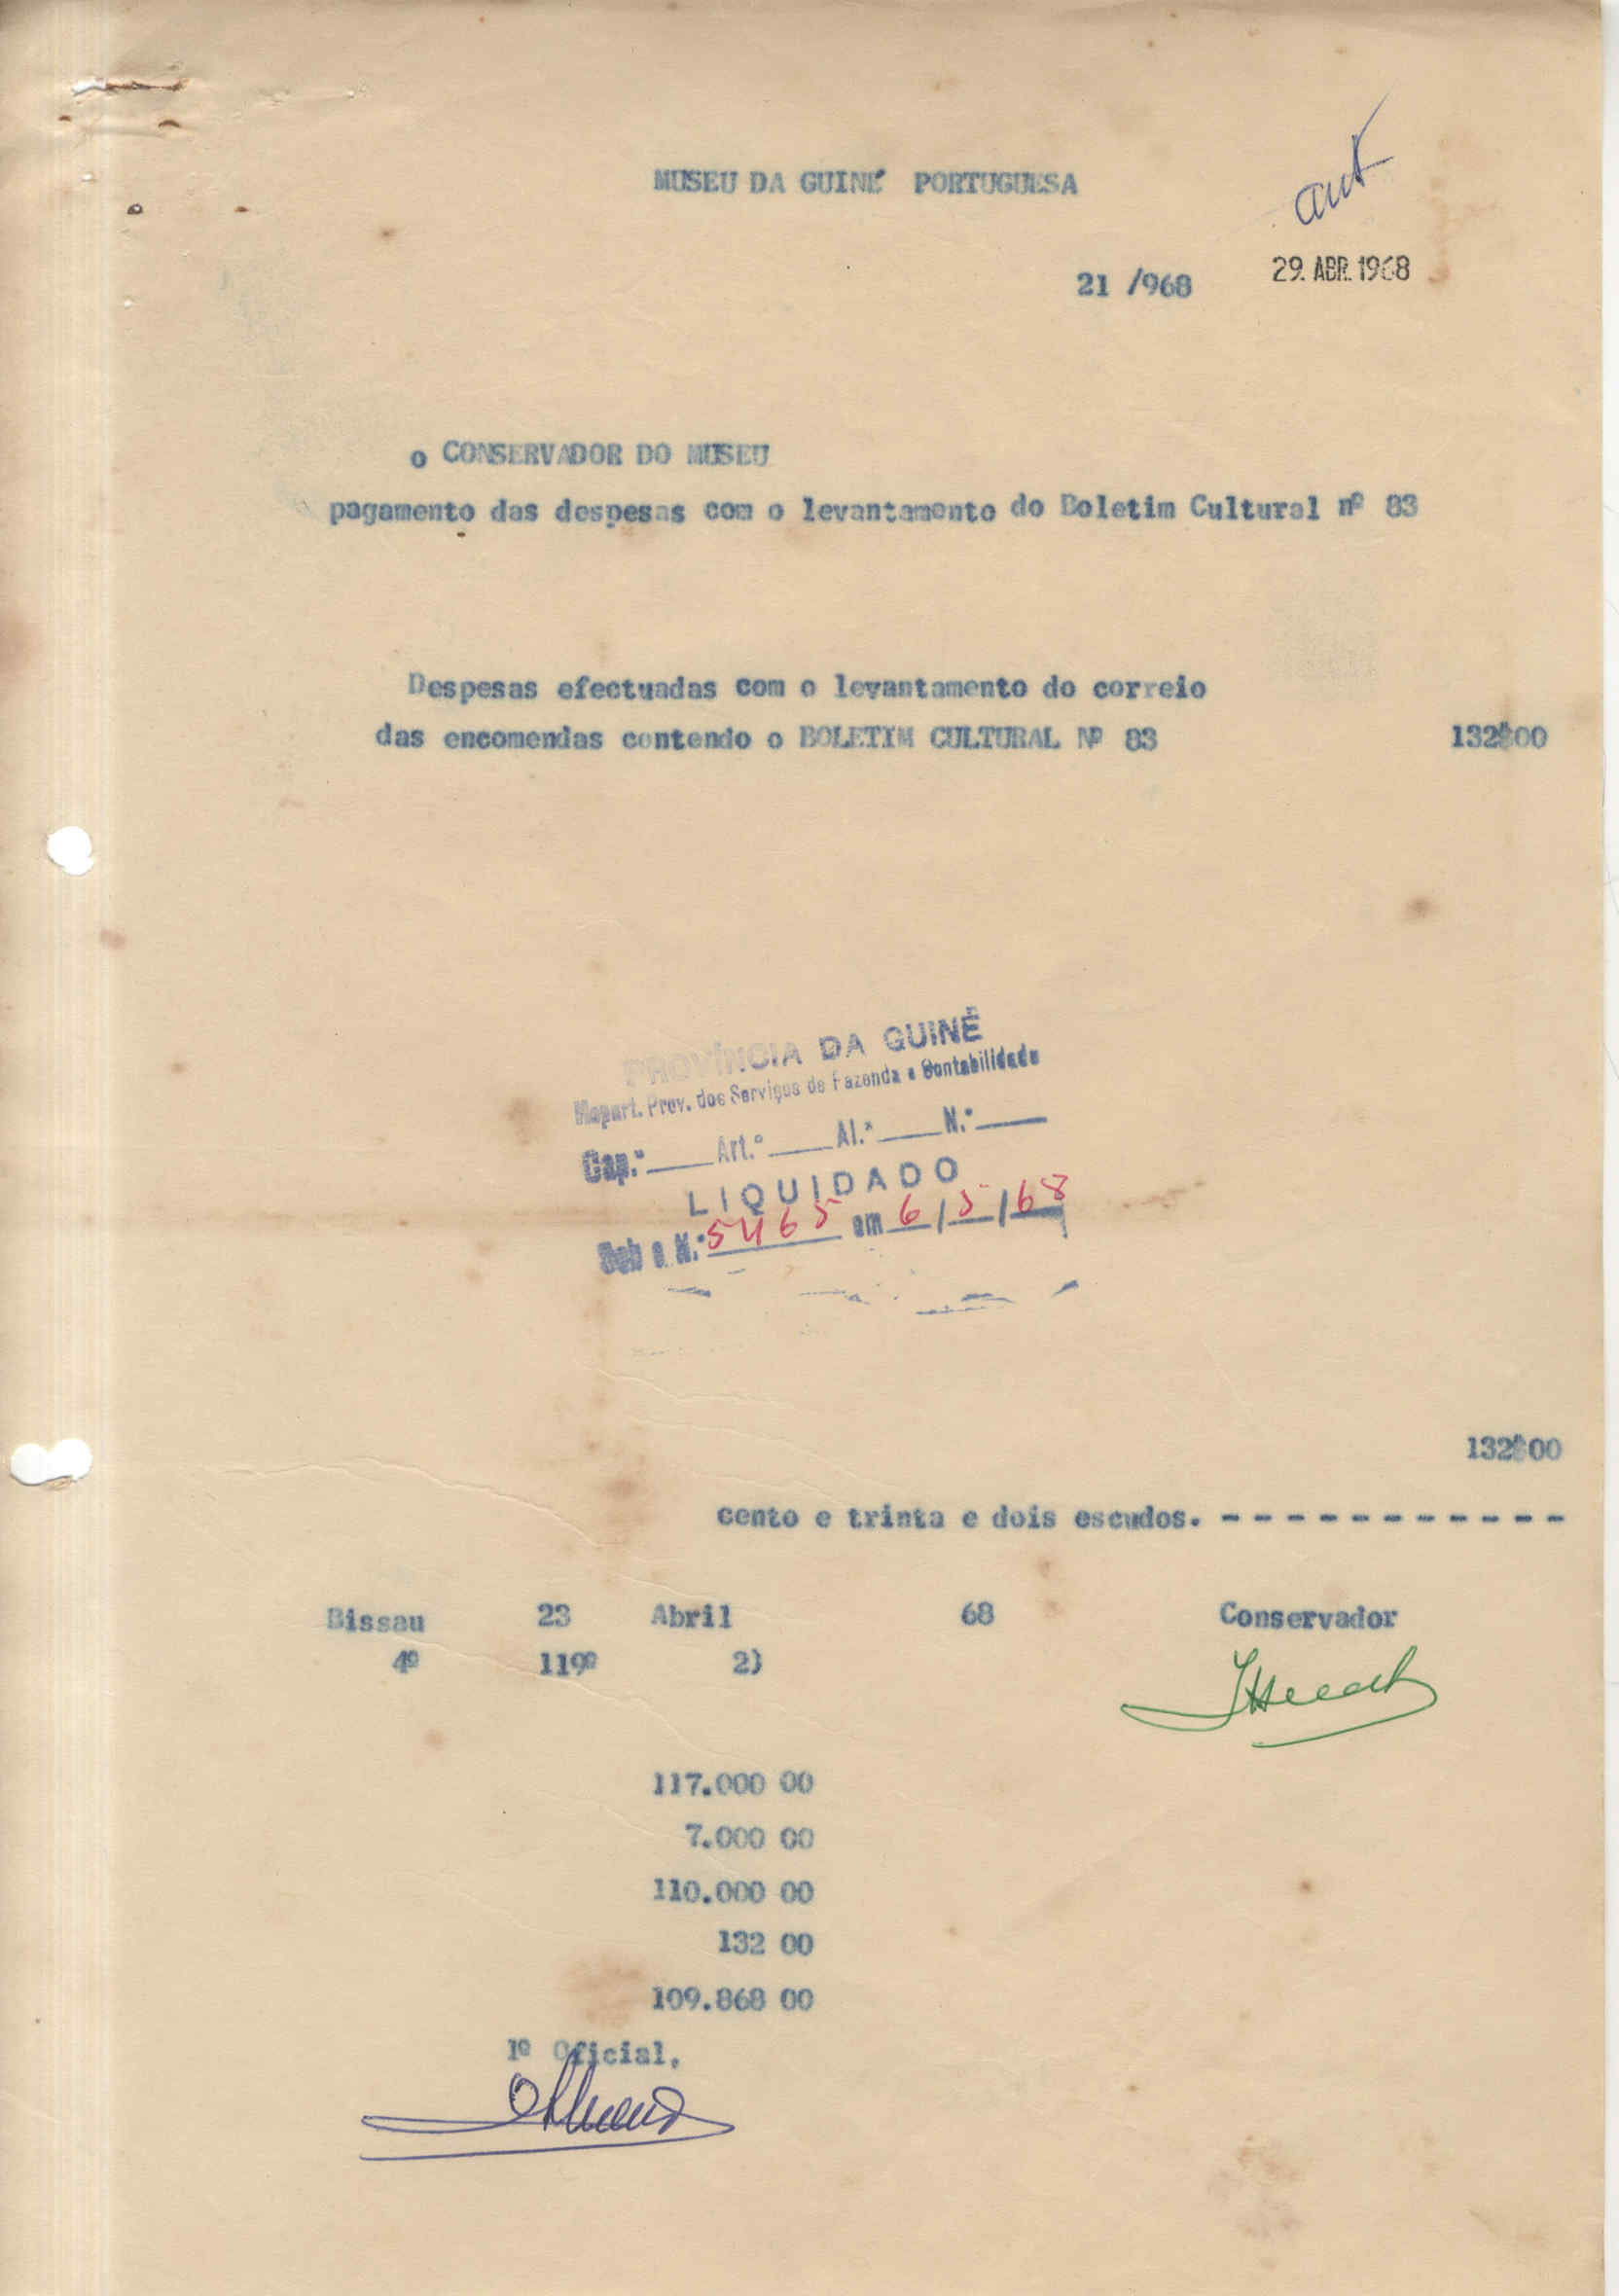 MUSEU DA GUINÉ PORTUGUESA
aut
21 /968
29. ABR. 1968
o CONSERVADOR DO MUSEU
pagamento das despesas com o levantamento do Boletim Cultural nº 83
Despesas efectuadas com o levantamento do correio
das encomendas contendo o BOLETIM CULTURAL Nº 83 132$00
PROVÍNCIA DA GUINÉ
Repart. Prov. dos Serviços de Fazenda e Contabilidade
Cap.º Art.º Al.ª N.º
LIQUIDADO
Sob o N.º 5465 em 6/5/68
132$00
cento e trinta e dois escudos. - - - - - - - - - - -
Bissau 23 Abril 68 Conservador
4º 119º 2)
117.000 00
7.000 00
110.000 00
132 00
109.868 00
1º Oficial,